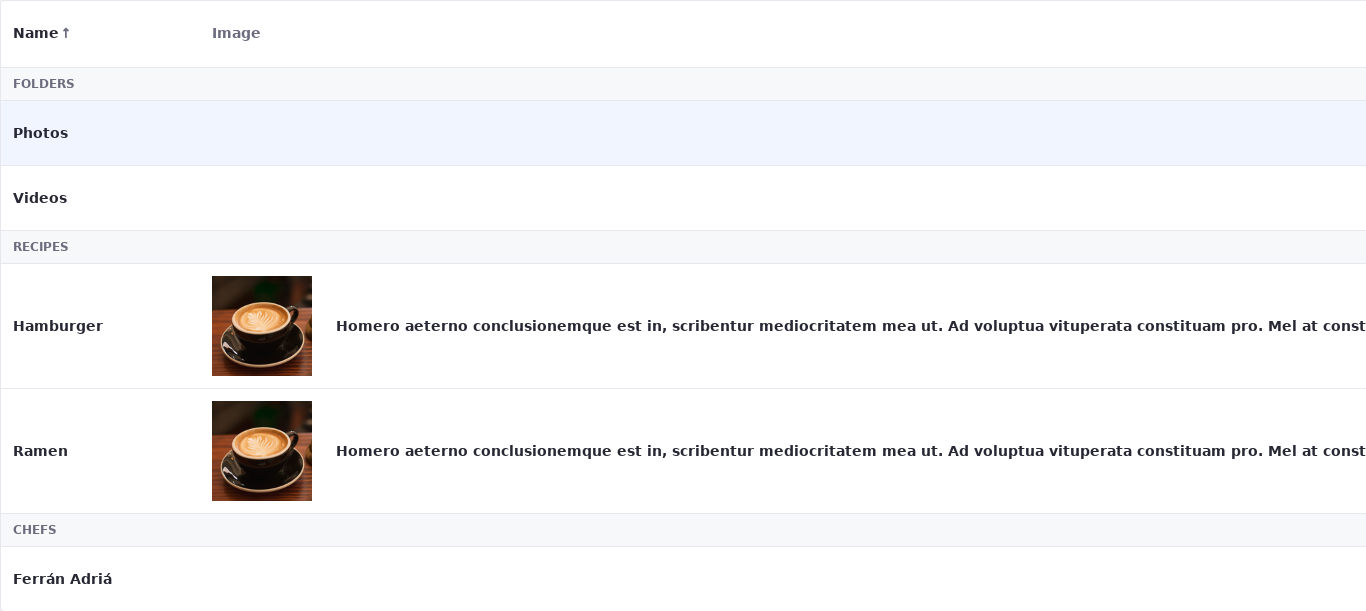 Name ↑ Image
FOLDERS
Photos
Videos
RECIPES
Hamburger Homero aeterno conclusionemque est in, scribentur mediocritatem mea ut. Ad voluptua vituperata constituam pro. Mel at const
Ramen Homero aeterno conclusionemque est in, scribentur mediocritatem mea ut. Ad voluptua vituperata constituam pro. Mel at const
CHEFS
Ferrán Adriá